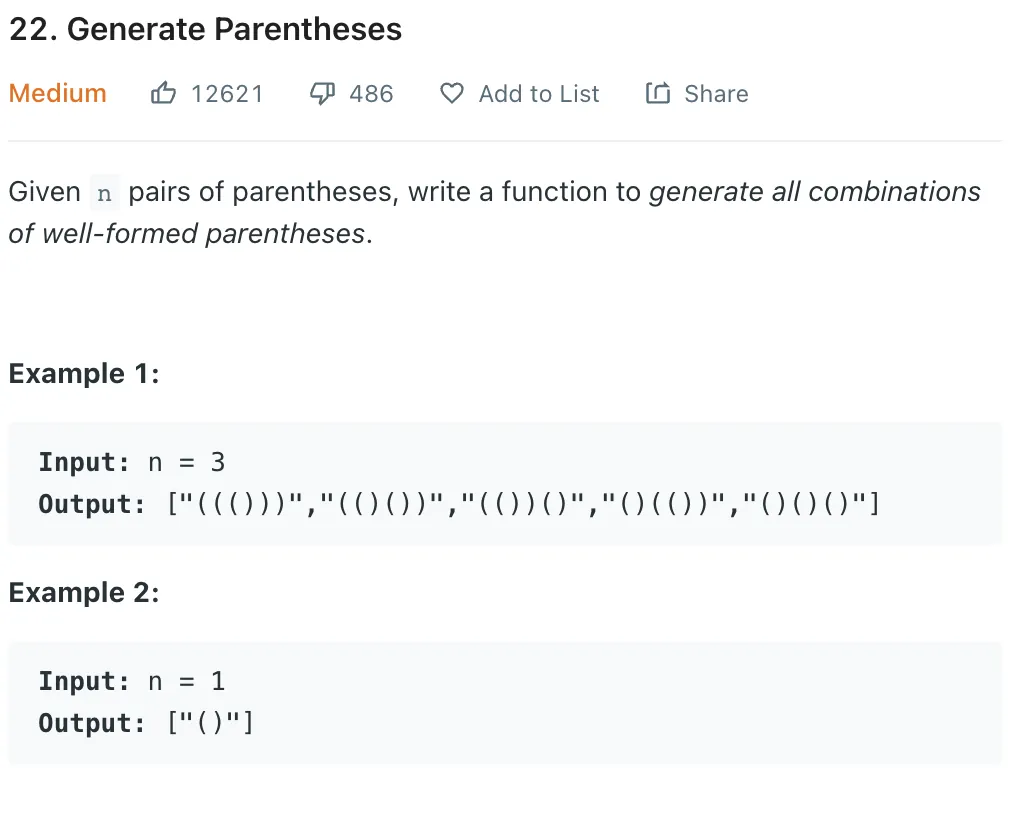 22. Generate Parentheses
Medium 12621 486 Add to List Share
Given n pairs of parentheses, write a function to generate all combinations
of well-formed parentheses.
Example 1:
Input: n = 3
Output: ["((()))","(()())","(())()","()(())","()()()"]
Example 2:
Input: n = 1
Output: ["()"]